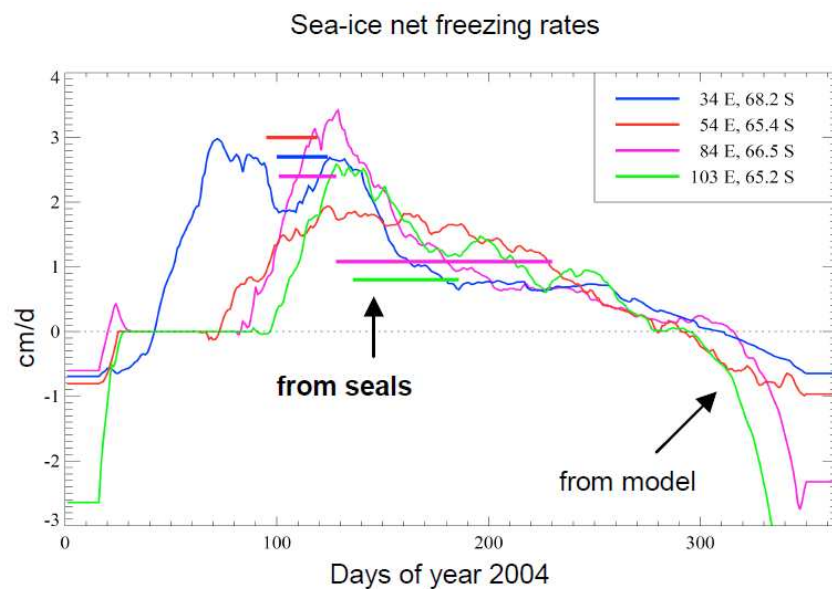 Sea-ice net freezing rates
4
3
2
1
0
-1
-2
-3
cm/d
34 E, 68.2 S
54 E, 65.4 S
84 E, 66.5 S
103 E, 65.2 S
from seals
from model
0 100 200 300
Days of year 2004